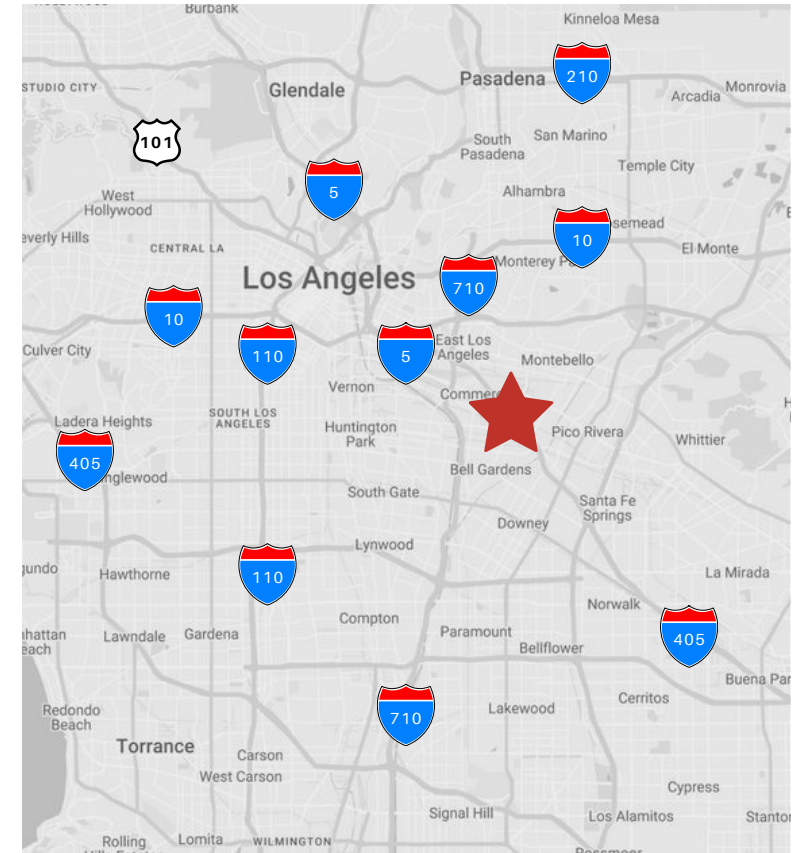 Burbank
Kinneloa Mesa
STUDIO CITY
Glendale
Pasadena
210
Arcadia
Monrovia
101
South
Pasadena
San Marino
Temple City
5
West
Hollywood
Alhambra
everly Hills
CENTRAL LA
10
semead
El Monte
Los Angeles
710
Monterey P
10
110
5
East Los
Angeles
Culver City
Montebello
Vernon
Commerc
Ladera Heights
SOUTH LOS
ANGELES
Huntington
Park
Pico Rivera
Whittier
405
nglewood
Bell Gardens
South Gate
Santa Fe
Springs
Downey
Lynwood
gundo
Hawthorne
110
La Mirada
Norwalk
Compton
nhattan
each
Lawndale
Gardena
Paramount
405
Bellflower
Buena Par
Redondo
Beach
710
Lakewood
Cerritos
Torrance
Carson
West Carson
Cypress
Signal Hill
Los Alamitos
Stanto
Rolling
Lomita
WILMINGTON